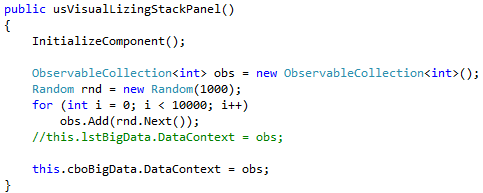 public usVisualLizingStackPanel()
{
    InitializeComponent();

    ObservableCollection<int> obs = new ObservableCollection<int>();
    Random rnd = new Random(1000);
    for (int i = 0; i < 10000; i++)
        obs.Add(rnd.Next());
    //this.lstBigData.DataContext = obs;

    this.cboBigData.DataContext = obs;
}